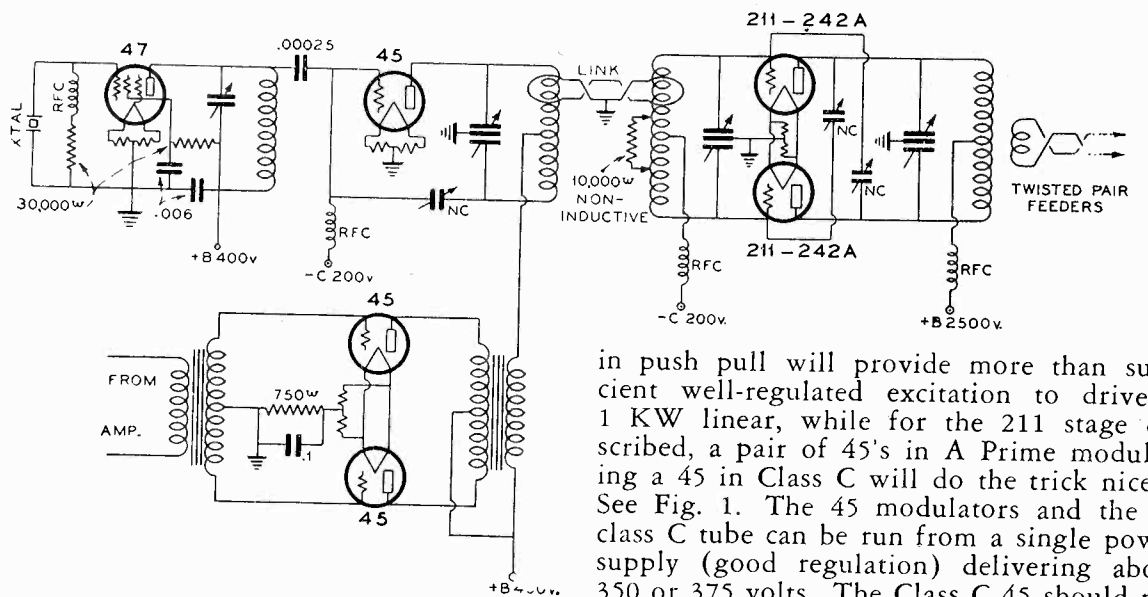 47
.00025
45
211-242A
XTAL
RFC
LINK
NC
NC
30,000ω
.006
NC
10,000ω
NON-
INDUCTIVE
TWISTED PAIR
FEEDERS
RFC
211-242A
RFC
RFC
+B400v
-C 200v
-C 200v.
+B2500v.
45
FROM
AMP.
750ω
.1
45
in push pull will provide more than su
cient well-regulated excitation to drive
1 KW linear, while for the 211 stage
scribed, a pair of 45's in A Prime modul
ing a 45 in Class C will do the trick nice
See Fig. 1. The 45 modulators and the
class C tube can be run from a single pow
supply (good regulation) delivering abo
350 or 375 volts. The Class C 45 should